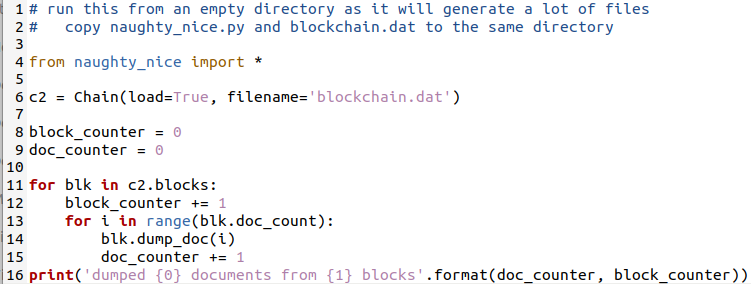 1 # run this from an empty directory as it will generate a lot of files
2 #   copy naughty_nice.py and blockchain.dat to the same directory
3
4 from naughty_nice import *
5
6 c2 = Chain(load=True, filename='blockchain.dat')
7
8 block_counter = 0
9 doc_counter = 0
10
11 for blk in c2.blocks:
12     block_counter += 1
13     for i in range(blk.doc_count):
14         blk.dump_doc(i)
15         doc_counter += 1
16 print('dumped {0} documents from {1} blocks'.format(doc_counter, block_counter))